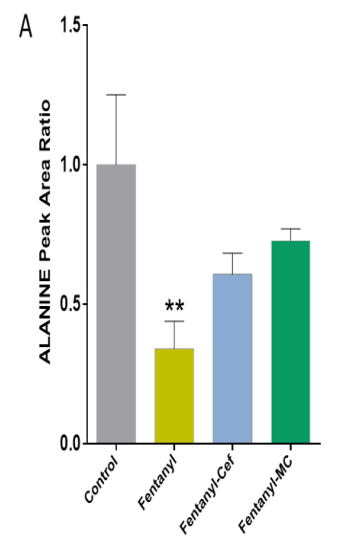 A
ALANINE Peak Area Ratio
1.5
1.0
0.5
0.0
**
Control
Fentanyl
Fentanyl-Cef
Fentanyl-MC